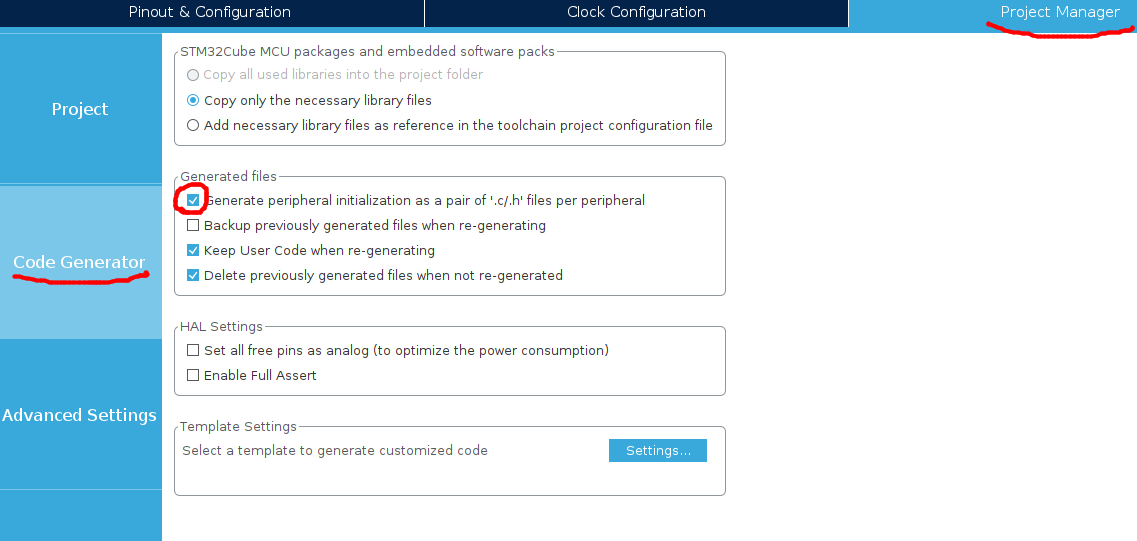 Pinout & Configuration
Clock Configuration
Project Manager
Project
Code Generator
Advanced Settings
STM32Cube MCU packages and embedded software packs
Copy all used libraries into the project folder
Copy only the necessary library files
Add necessary library files as reference in the toolchain project configuration file
Generated files
Generate peripheral initialization as a pair of '.c/.h' files per peripheral
Backup previously generated files when re-generating
Keep User Code when re-generating
Delete previously generated files when not re-generated
HAL Settings
Set all free pins as analog (to optimize the power consumption)
Enable Full Assert
Template Settings
Select a template to generate customized code
Settings...